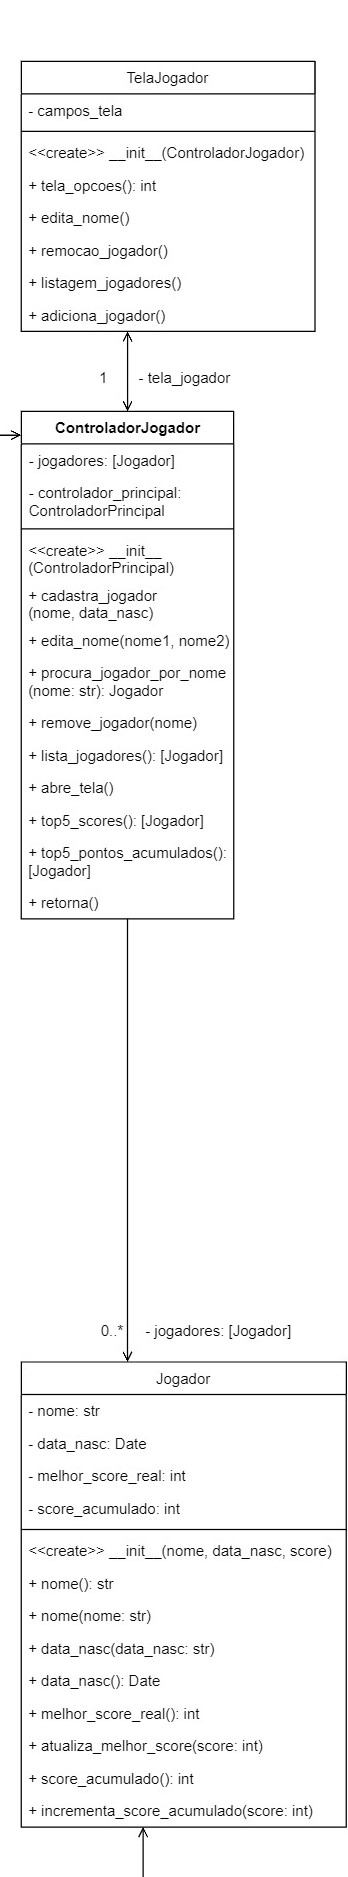 TelaJogador
- campos_tela
<<create>> __init__(ControladorJogador)
+ tela_opcoes(): int
+ edita_nome()
+ remocao_jogador()
+ listagem_jogadores()
+ adiciona_jogador()
1
- tela_jogador
ControladorJogador
- jogadores: [Jogador]
- controlador_principal:
ControladorPrincipal
<<create>> __init__
(ControladorPrincipal)
+ cadastra_jogador
(nome, data_nasc)
+ edita_nome(nome1, nome2)
+ procura_jogador_por_nome
(nome: str): Jogador
+ remove_jogador(nome)
+ lista_jogadores(): [Jogador]
+ abre_tela()
+ top5_scores(): [Jogador]
+ top5_pontos_acumulados():
[Jogador]
+ retorna()
0..*
- jogadores: [Jogador]
Jogador
- nome: str
- data_nasc: Date
- melhor_score_real: int
- score_acumulado: int
<<create>> __init__(nome, data_nasc, score)
+ nome(): str
+ nome(nome: str)
+ data_nasc(data_nasc: str)
+ data_nasc(): Date
+ melhor_score_real(): int
+ atualiza_melhor_score(score: int)
+ score_acumulado(): int
+ incrementa_score_acumulado(score: int)